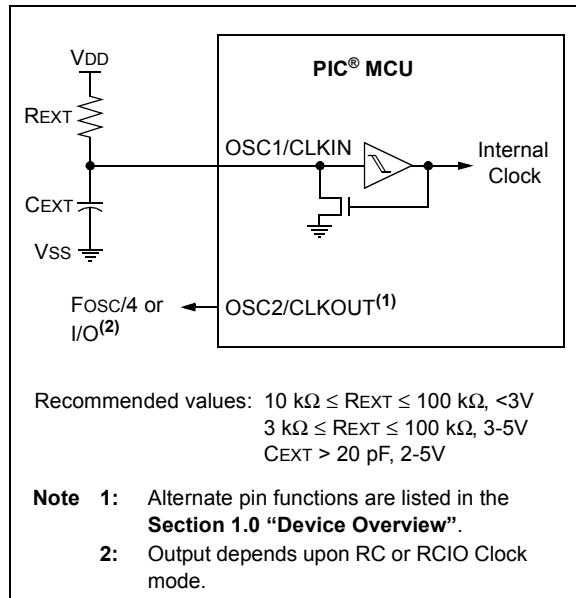 VDD
PIC® MCU
REXT
OSC1/CLKIN
Internal
Clock
CEXT
VSS
FOSC/4 or
I/O(2)
OSC2/CLKOUT(1)
Recommended values: 10 kΩ ≤ REXT ≤ 100 kΩ, <3V
3 kΩ ≤ REXT ≤ 100 kΩ, 3-5V
CEXT > 20 pF, 2-5V
Note 1: Alternate pin functions are listed in the
Section 1.0 “Device Overview”.
2: Output depends upon RC or RCIO Clock
mode.